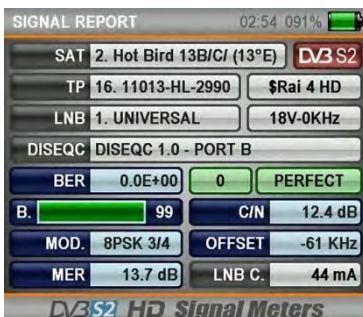 SIGNAL REPORT 02:54 091%
SAT 2. Hot Bird 13B/C/ (13°E) DVB S2
TP 16. 11013-HL-2990 $Rai 4 HD
LNB 1. UNIVERSAL 18V-0KHz
DISEQC DISEQC 1.0 - PORT B
BER 0.0E+00 0 PERFECT
B. 99 C/N 12.4 dB
MOD. 8PSK 3/4 OFFSET -61 KHz
MER 13.7 dB LNB C. 44 mA
DVB S2 HD Signal Meters